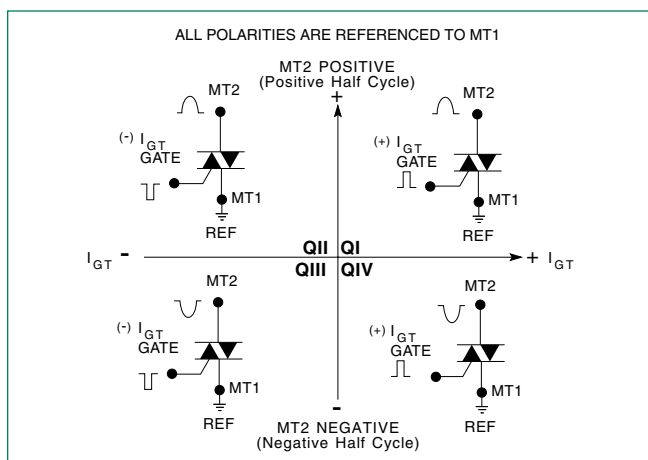 ALL POLARITIES ARE REFERENCED TO MT1
MT2 POSITIVE
(Positive Half Cycle)
+
MT2
(-) IGT
GATE
MT1
REF
MT2
(+) IGT
GATE
MT1
REF
IGT -
QII QI
QIII QIV
+ IGT
MT2
(-) IGT
GATE
MT1
REF
MT2
(+) IGT
GATE
MT1
REF
-
MT2 NEGATIVE
(Negative Half Cycle)